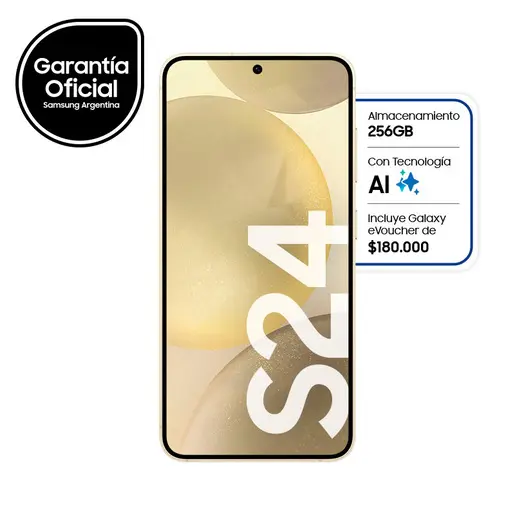 Garantía
Oficial
Samsung Argentina
Almacenamiento
256GB
Con Tecnología
AI
Incluye Galaxy
eVoucher de
$180.000
S24